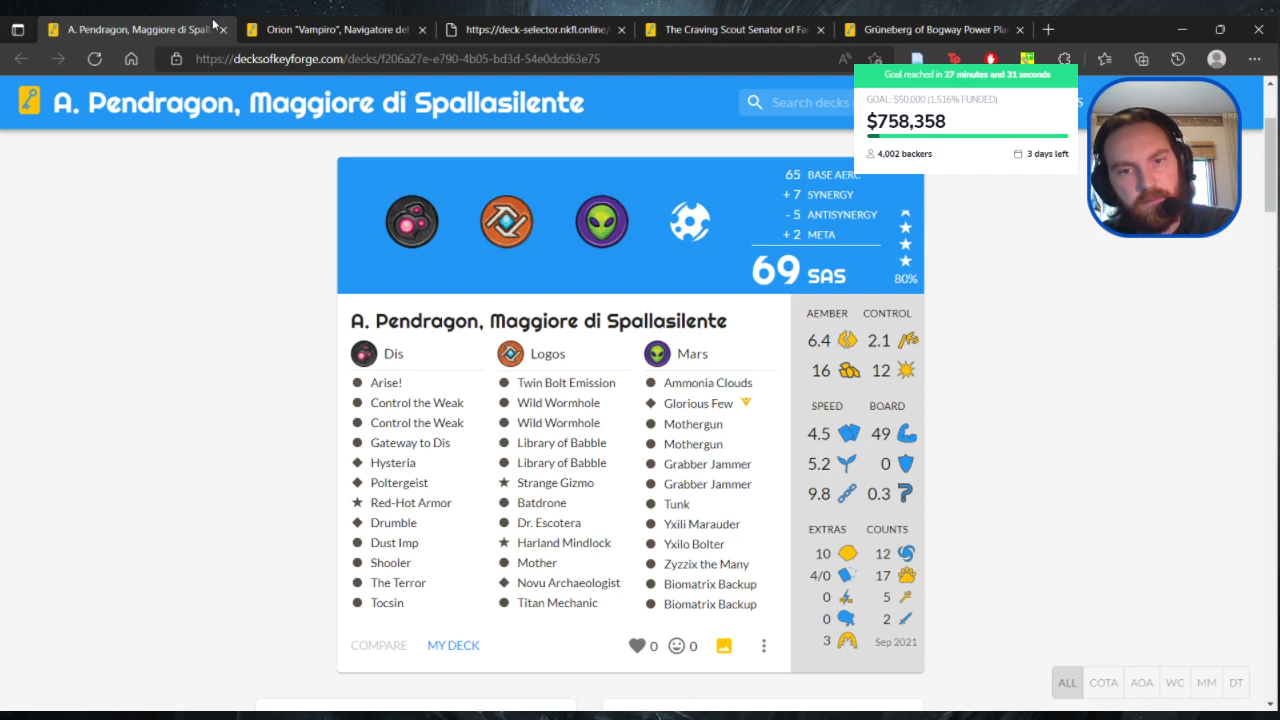 A. Pendragon, Maggiore di Spall
Orion "Vampiro", Navigatore del
https://deck-selector.nkfl.online/
The Craving Scout Senator of Far
Grüneberg of Bogway Power Pla
https://decksofkeyforge.com/decks/f206a27e-e790-4b05-bd3d-54e0dcd63e75
Goal reached in 27 minutes and 31 seconds
GOAL: $50,000 (1,516% FUNDED)
$758,358
4,002 backers
3 days left
A. Pendragon, Maggiore di Spallasilente
Search decks
65 BASE AERC
+ 7 SYNERGY
- 5 ANTISYNERGY
+ 2 META
69 SAS
80%
A. Pendragon, Maggiore di Spallasilente
Dis
Arise!
Control the Weak
Control the Weak
Gateway to Dis
Hysteria
Poltergeist
Red-Hot Armor
Drumble
Dust Imp
Shooler
The Terror
Tocsin
Logos
Twin Bolt Emission
Wild Wormhole
Wild Wormhole
Library of Babble
Library of Babble
Strange Gizmo
Batdrone
Dr. Escotera
Harland Mindlock
Mother
Novu Archaeologist
Titan Mechanic
Mars
Ammonia Clouds
Glorious Few
Mothergun
Mothergun
Grabber Jammer
Grabber Jammer
Tunk
Yxili Marauder
Yxilo Bolter
Zyzzix the Many
Biomatrix Backup
Biomatrix Backup
AEMBER CONTROL
6.4 2.1
16 12
SPEED BOARD
4.5 49
5.2 0
9.8 0.3
EXTRAS COUNTS
10 12
4/0 17
0 5
0 2
3 Sep 2021
COMPARE MY DECK 0 0
ALL COTA AOA WC MM DT